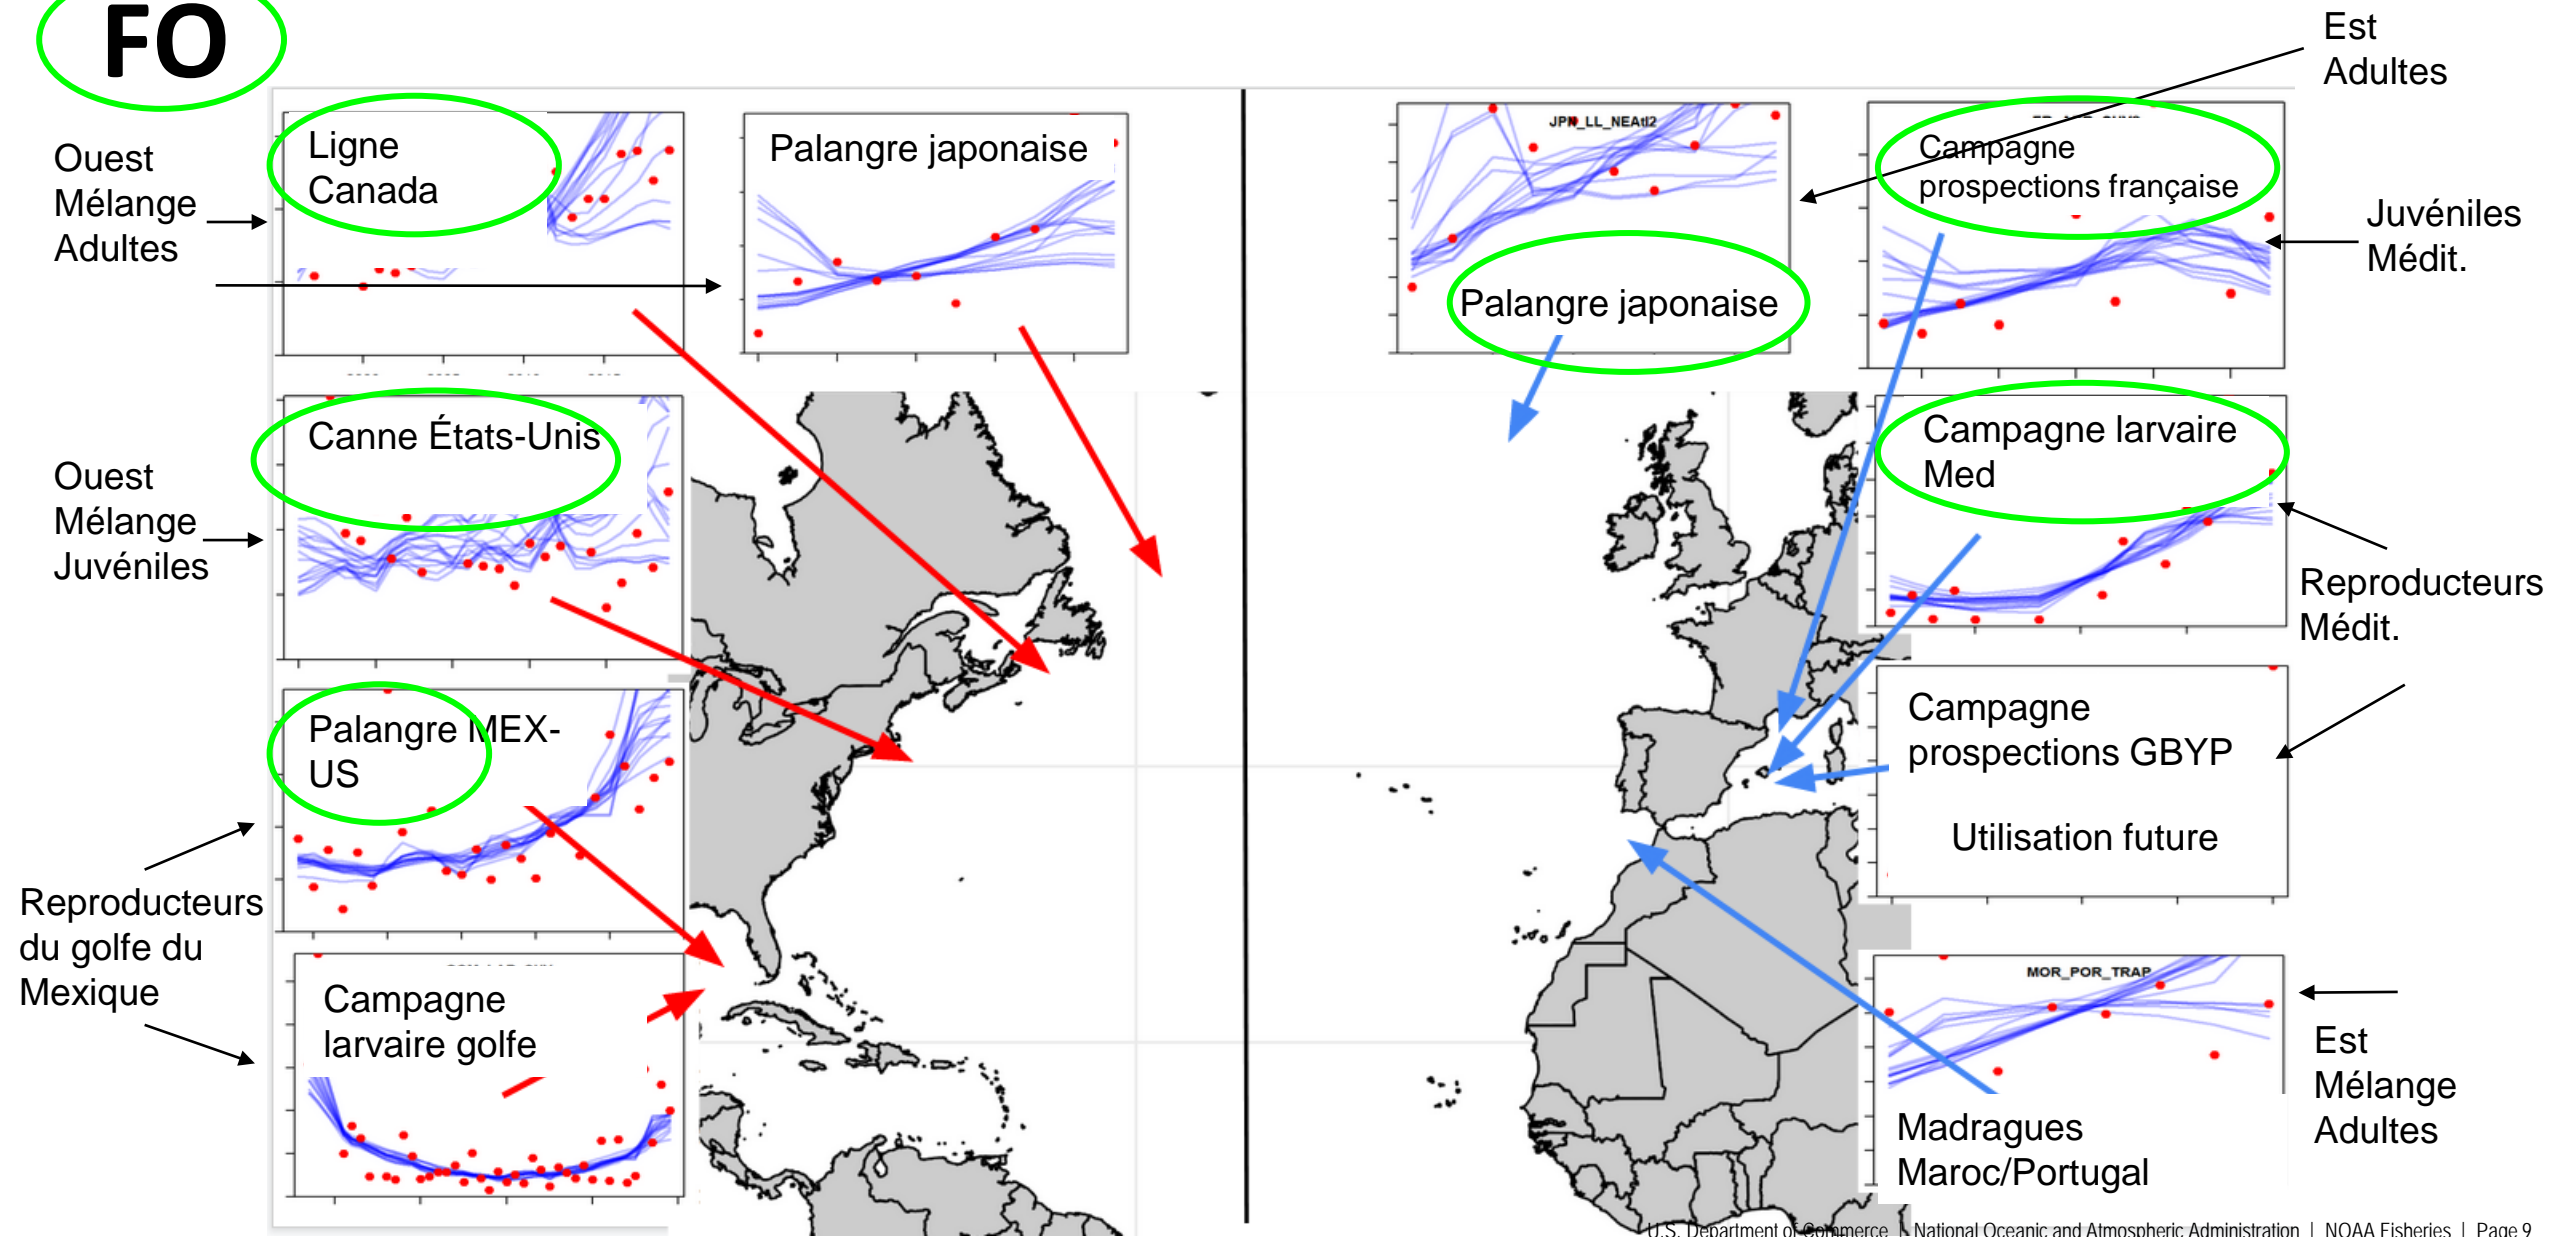 FO
Est
Adultes
Ouest
Mélange
Adultes
Ligne
Canada
Palangre japonaise
JPN_LL_NEAtl2
Palangre japonaise
Campagne
prospections française
Juvéniles
Médit.
Ouest
Mélange
Juvéniles
Canne États-Unis
Campagne larvaire
Med
Reproducteurs
Médit.
Palangre MEX-
US
Campagne
prospections GBYP
Utilisation future
Reproducteurs
du golfe du
Mexique
Campagne
larvaire golfe
MOR_POR_TRAP
Madragues
Maroc/Portugal
Est
Mélange
Adultes
U.S. Department of Commerce | National Oceanic and Atmospheric Administration | NOAA Fisheries | Page 9